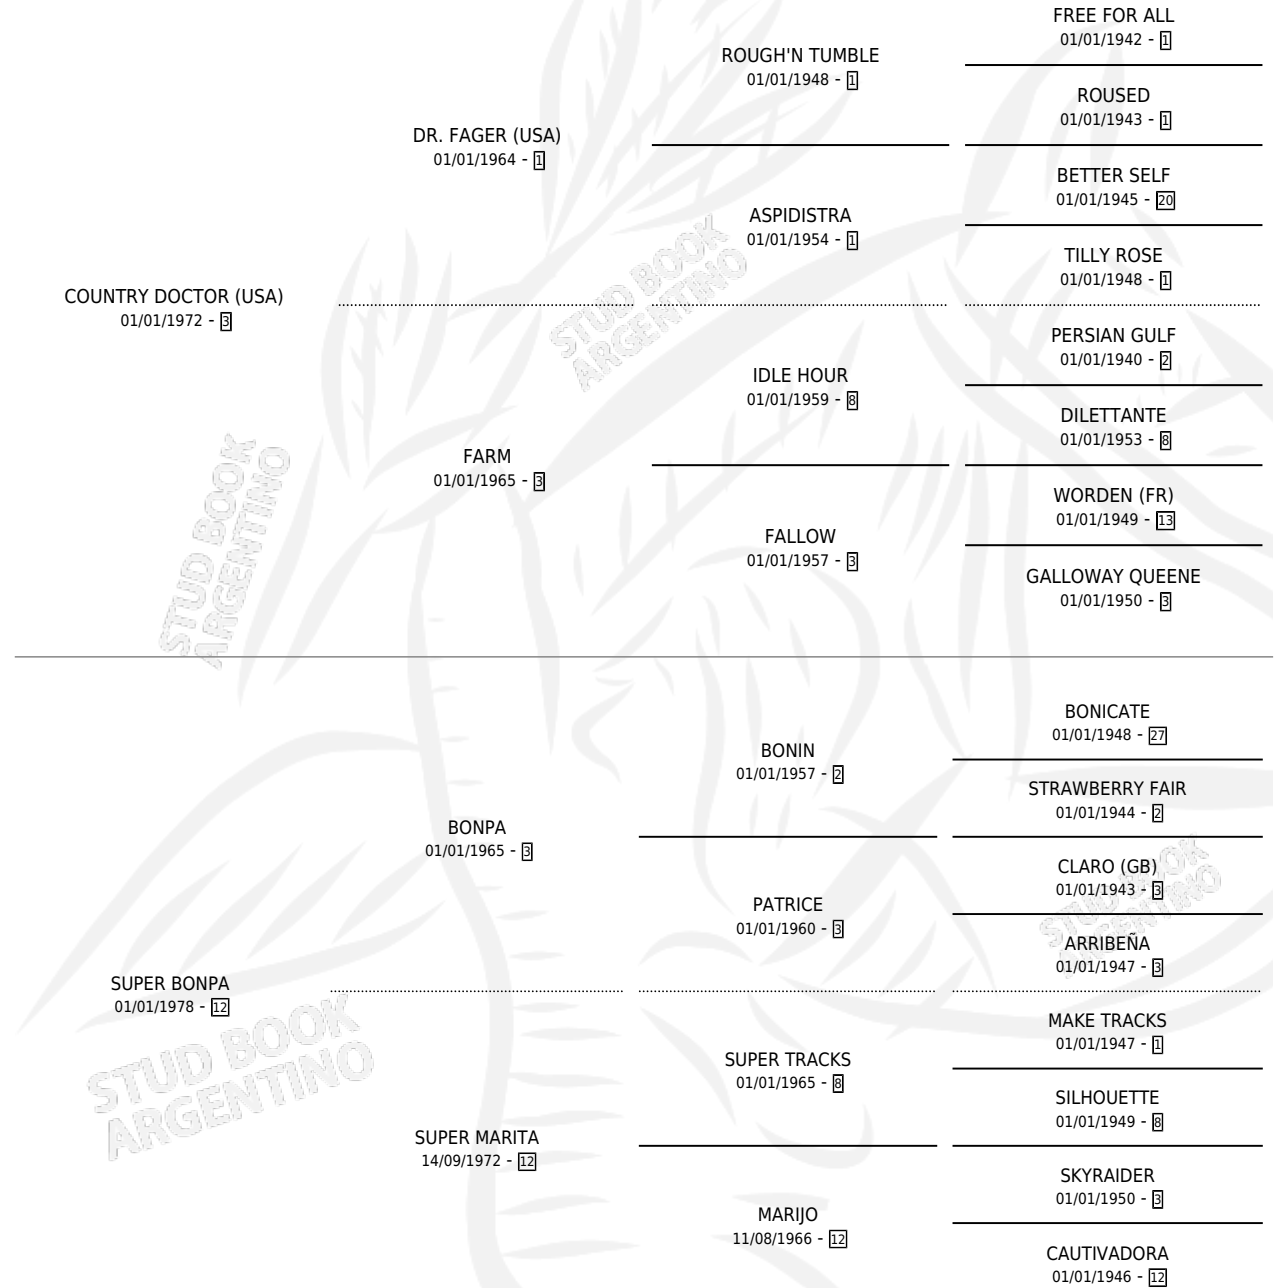 FREE FOR ALL
01/01/1942 - 1
ROUGH'N TUMBLE
01/01/1948 - 1
ROUSED
01/01/1943 - 1
DR. FAGER (USA)
01/01/1964 - 1
BETTER SELF
01/01/1945 - 20
ASPIDISTRA
01/01/1954 - 1
TILLY ROSE
01/01/1948 - 1
COUNTRY DOCTOR (USA)
01/01/1972 - 3
PERSIAN GULF
01/01/1940 - 2
IDLE HOUR
01/01/1959 - 8
DILETTANTE
01/01/1953 - 8
FARM
01/01/1965 - 3
WORDEN (FR)
01/01/1949 - 13
FALLOW
01/01/1957 - 3
GALLOWAY QUEENE
01/01/1950 - 3
BONICATE
01/01/1948 - 27
BONIN
01/01/1957 - 2
STRAWBERRY FAIR
01/01/1944 - 2
BONPA
01/01/1965 - 3
CLARO (GB)
01/01/1943 - 3
PATRICE
01/01/1960 - 3
ARRIBEÑA
01/01/1947 - 3
SUPER BONPA
01/01/1978 - 12
MAKE TRACKS
01/01/1947 - 1
SUPER TRACKS
01/01/1965 - 8
SILHOUETTE
01/01/1949 - 8
SUPER MARITA
14/09/1972 - 12
SKYRAIDER
01/01/1950 - 3
MARIJO
11/08/1966 - 12
CAUTIVADORA
01/01/1946 - 12
STUD BOOK
ARGENTINO
STUD BOOK
ARGENTINO
STUD BOOK
ARGENTINO
STUD BOOK
ARGENTINO